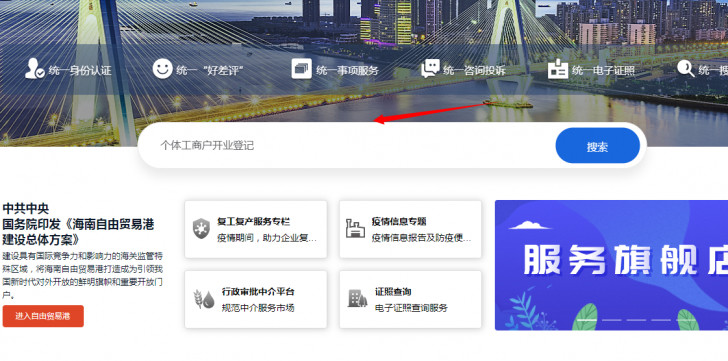 统一身份认证
统一“好差评”
统一事项服务
统一咨询投诉
统一电子证照
统一搜
个体工商户开业登记
搜索
中共中央
国务院印发《海南自由贸易港
建设总体方案》
建设具有国际竞争力和影响力的海关监管特
殊区域，将海南自由贸易港打造成为引领我
国新时代对外开放的鲜明旗帜和重要开放门
户。
进入自由贸易港
复工复产服务专栏
疫情期间，助力企业复...
疫情信息专题
疫情信息报告及防疫便...
行政审批中介平台
规范中介服务市场
证照查询
电子证照查询服务
服务旗舰店